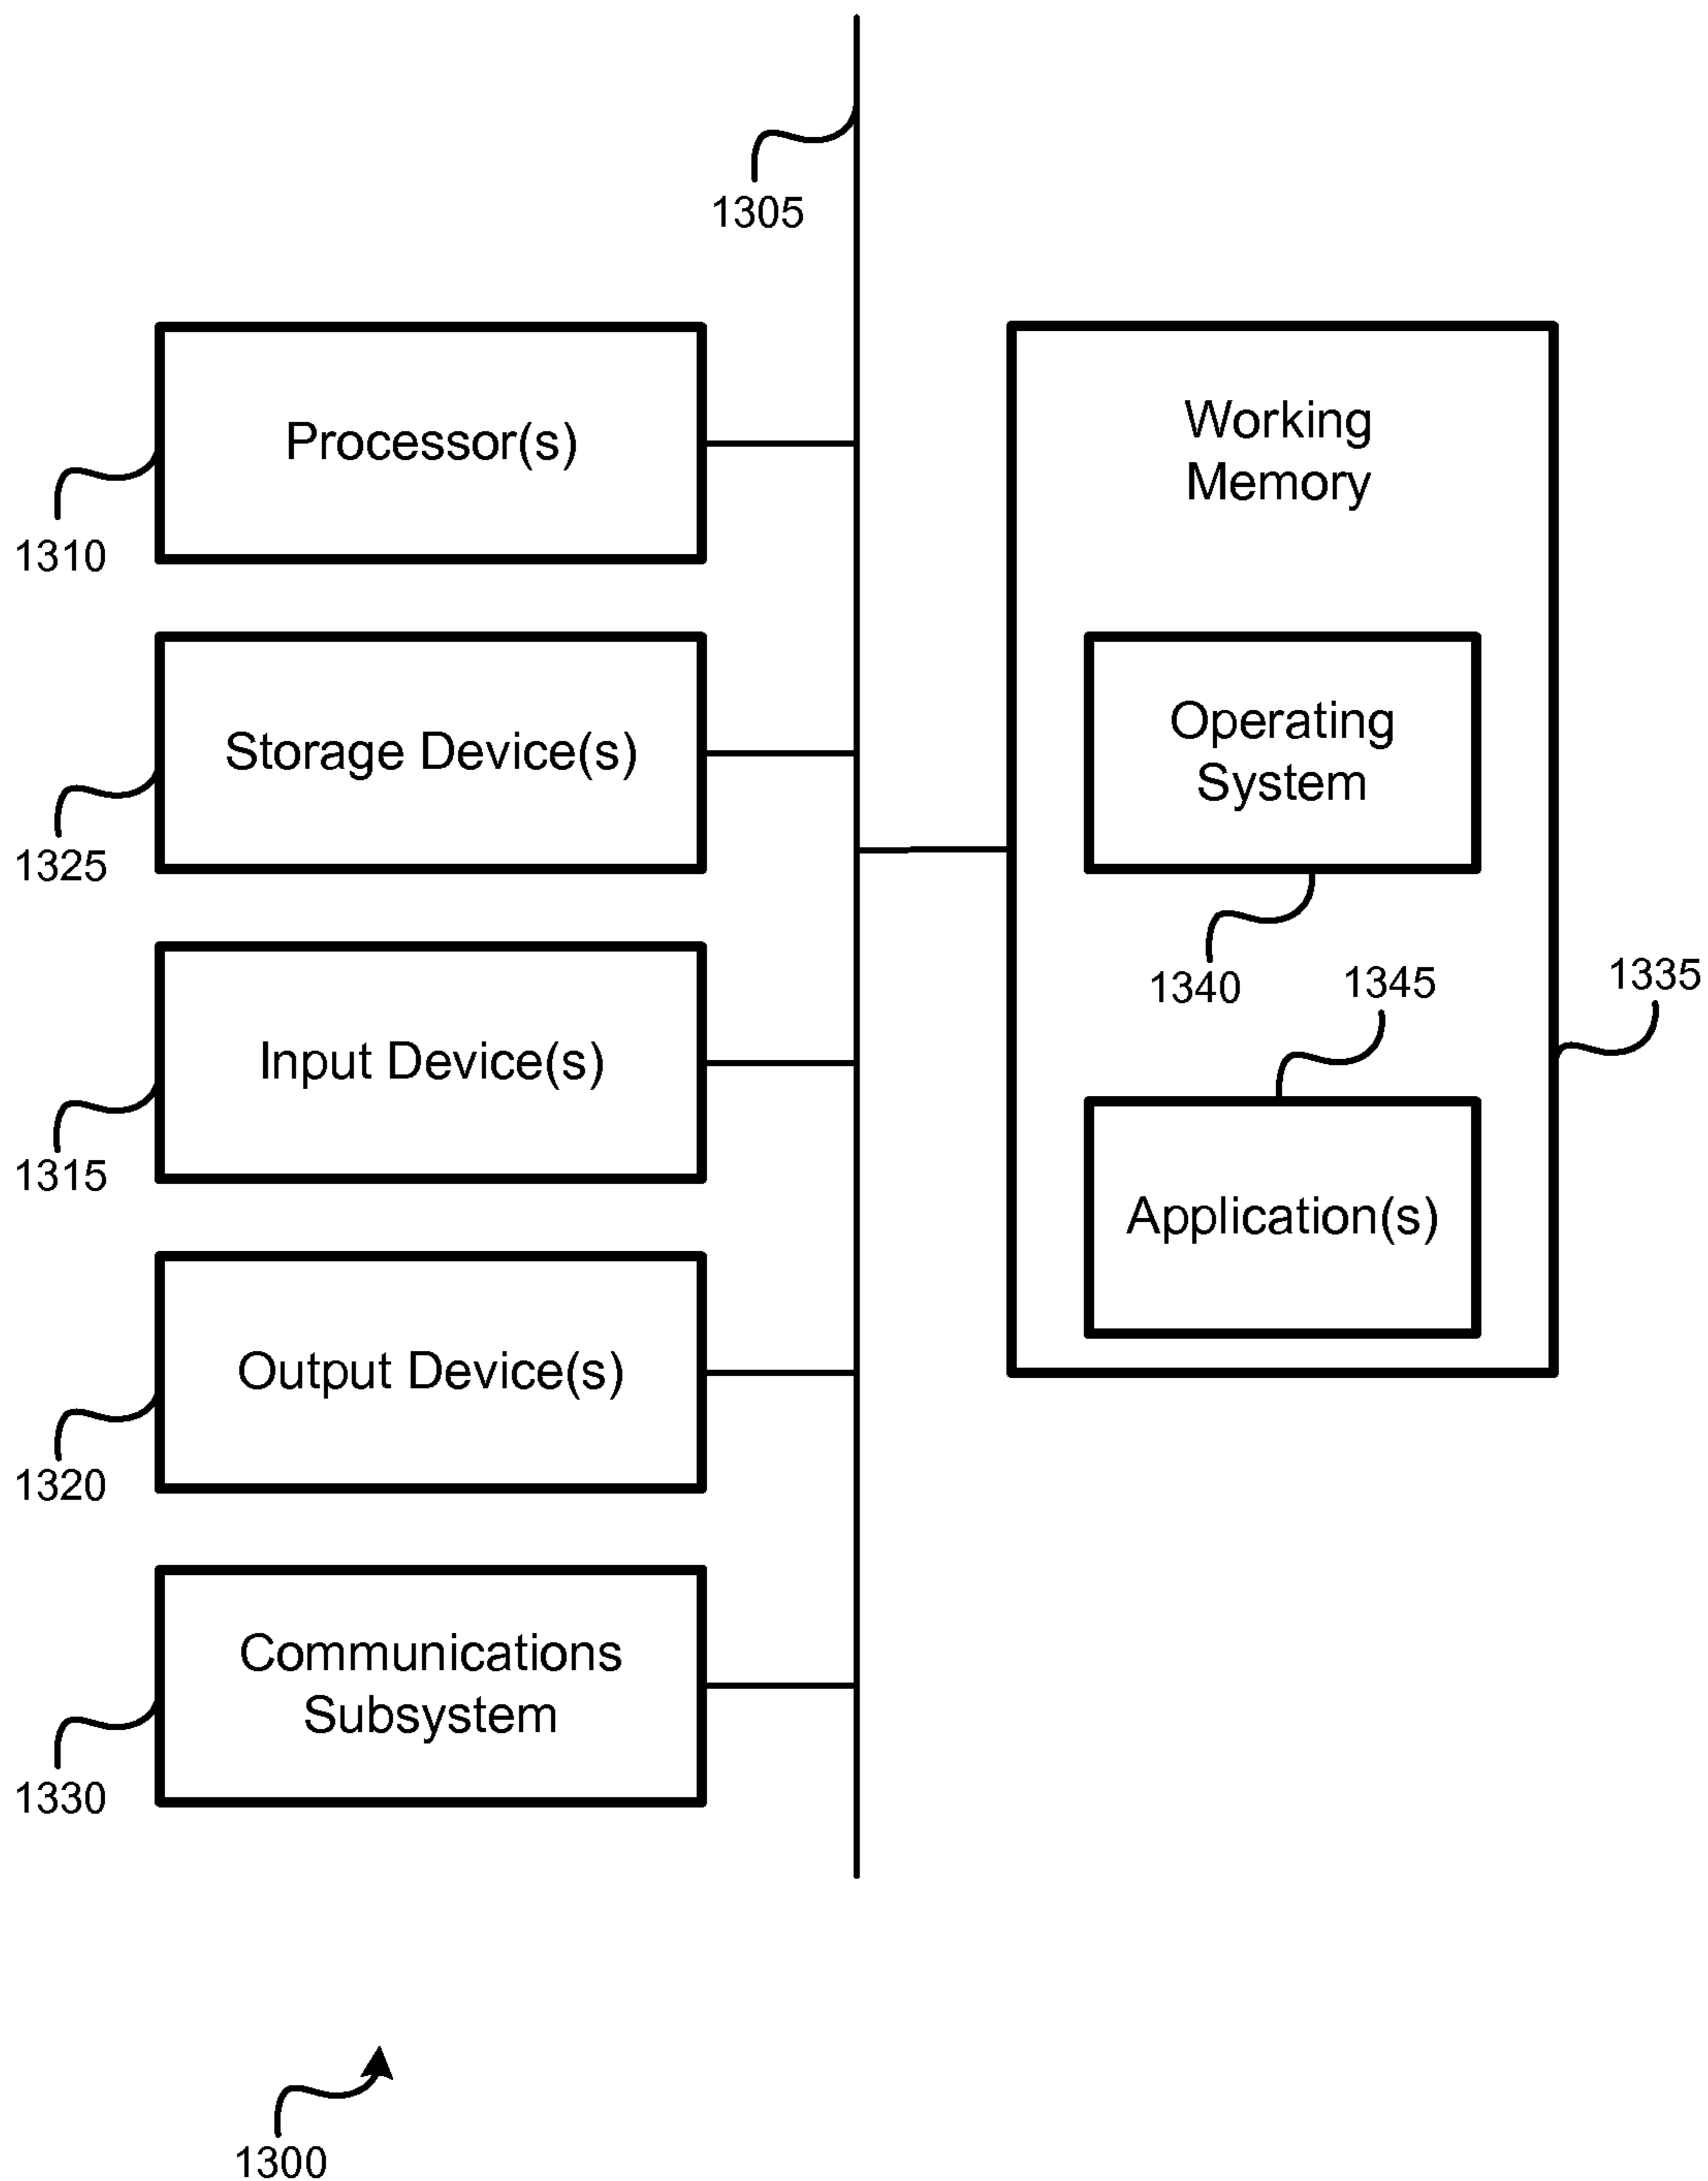 1305
Processor(s)
1310
Storage Device(s)
1325
Input Device(s)
1315
Output Device(s)
1320
Communications
Subsystem
1330
Working
Memory
Operating
System
1340
1345
1335
Application(s)
1300